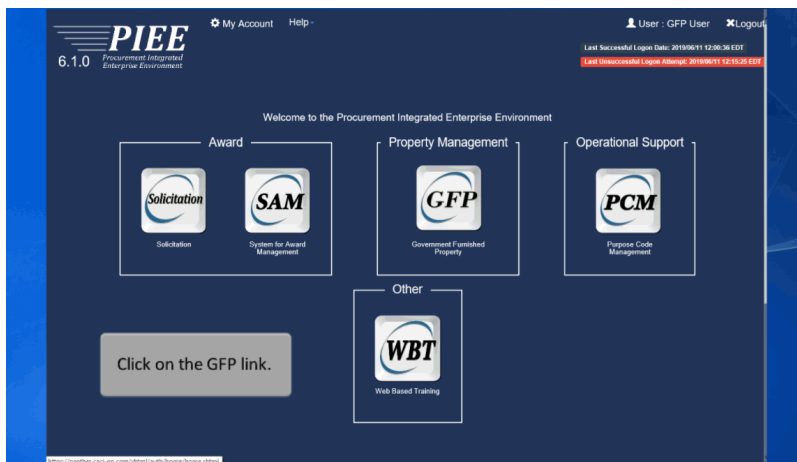 My Account Help
User : GFP User Logout
PIEE
6.1.0
Procurement Integrated
Enterprise Environment
Last Successful Logon Date: 2019/06/11 12:00:36 EDT
Last Unsuccessful Logon Attempt: 2019/06/11 12:15:25 EDT
Welcome to the Procurement Integrated Enterprise Environment
Award
Solicitation
Solicitation
SAM
System for Award
Management
Property Management
GFP
Government Furnished
Property
Operational Support
PCM
Purpose Code
Management
Other
WBT
Web Based Training
Click on the GFP link.